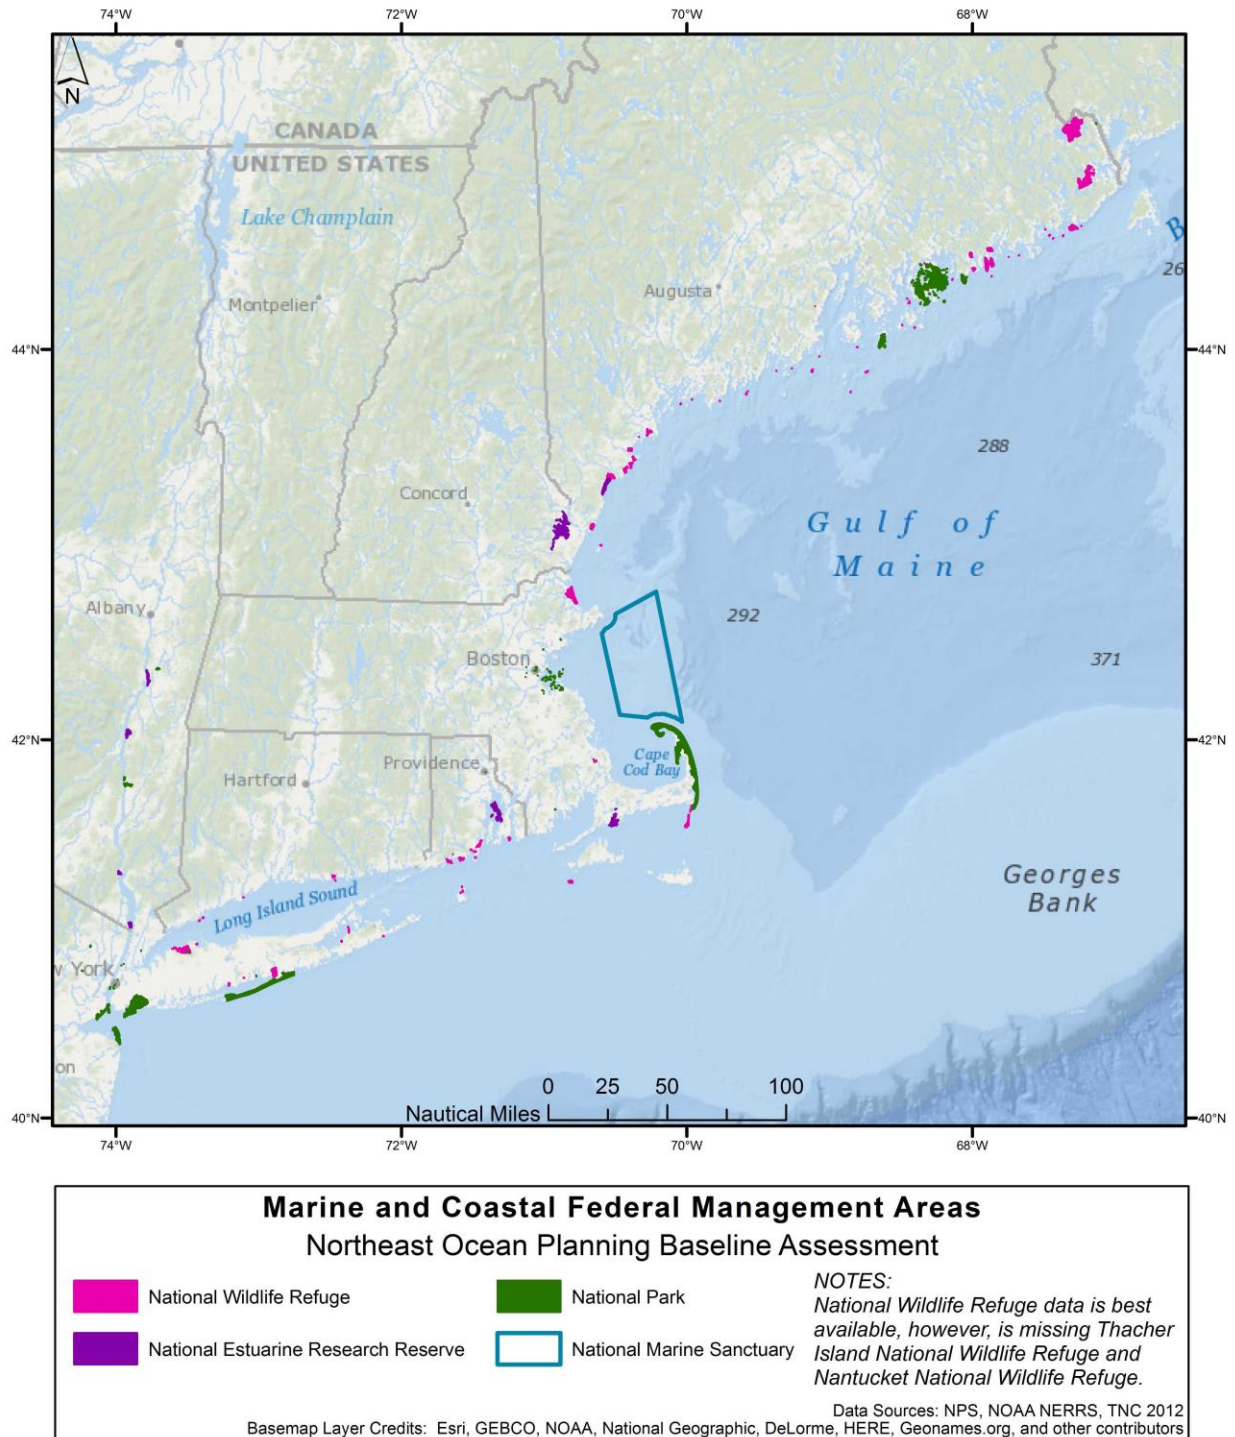 74°W 72°W 70°W 68°W
N
CANADA
UNITED STATES
Lake Champlain
B
26
Montpelier
Augusta
44°N 44°N
288
Concord
Gulf of
Maine
Albany
292
Boston
371
42°N 42°N
Cape
Cod Bay
Providence
Hartford
Georges
Bank
Long Island Sound
w York
on
0 25 50 100
Nautical Miles
40°N 40°N
74°W 72°W 70°W 68°W
Marine and Coastal Federal Management Areas
Northeast Ocean Planning Baseline Assessment
National Wildlife Refuge
National Estuarine Research Reserve
National Park
National Marine Sanctuary
NOTES:
National Wildlife Refuge data is best
available, however, is missing Thacher
Island National Wildlife Refuge and
Nantucket National Wildlife Refuge.
Data Sources: NPS, NOAA NERRS, TNC 2012
Basemap Layer Credits: Esri, GEBCO, NOAA, National Geographic, DeLorme, HERE, Geonames.org, and other contributors